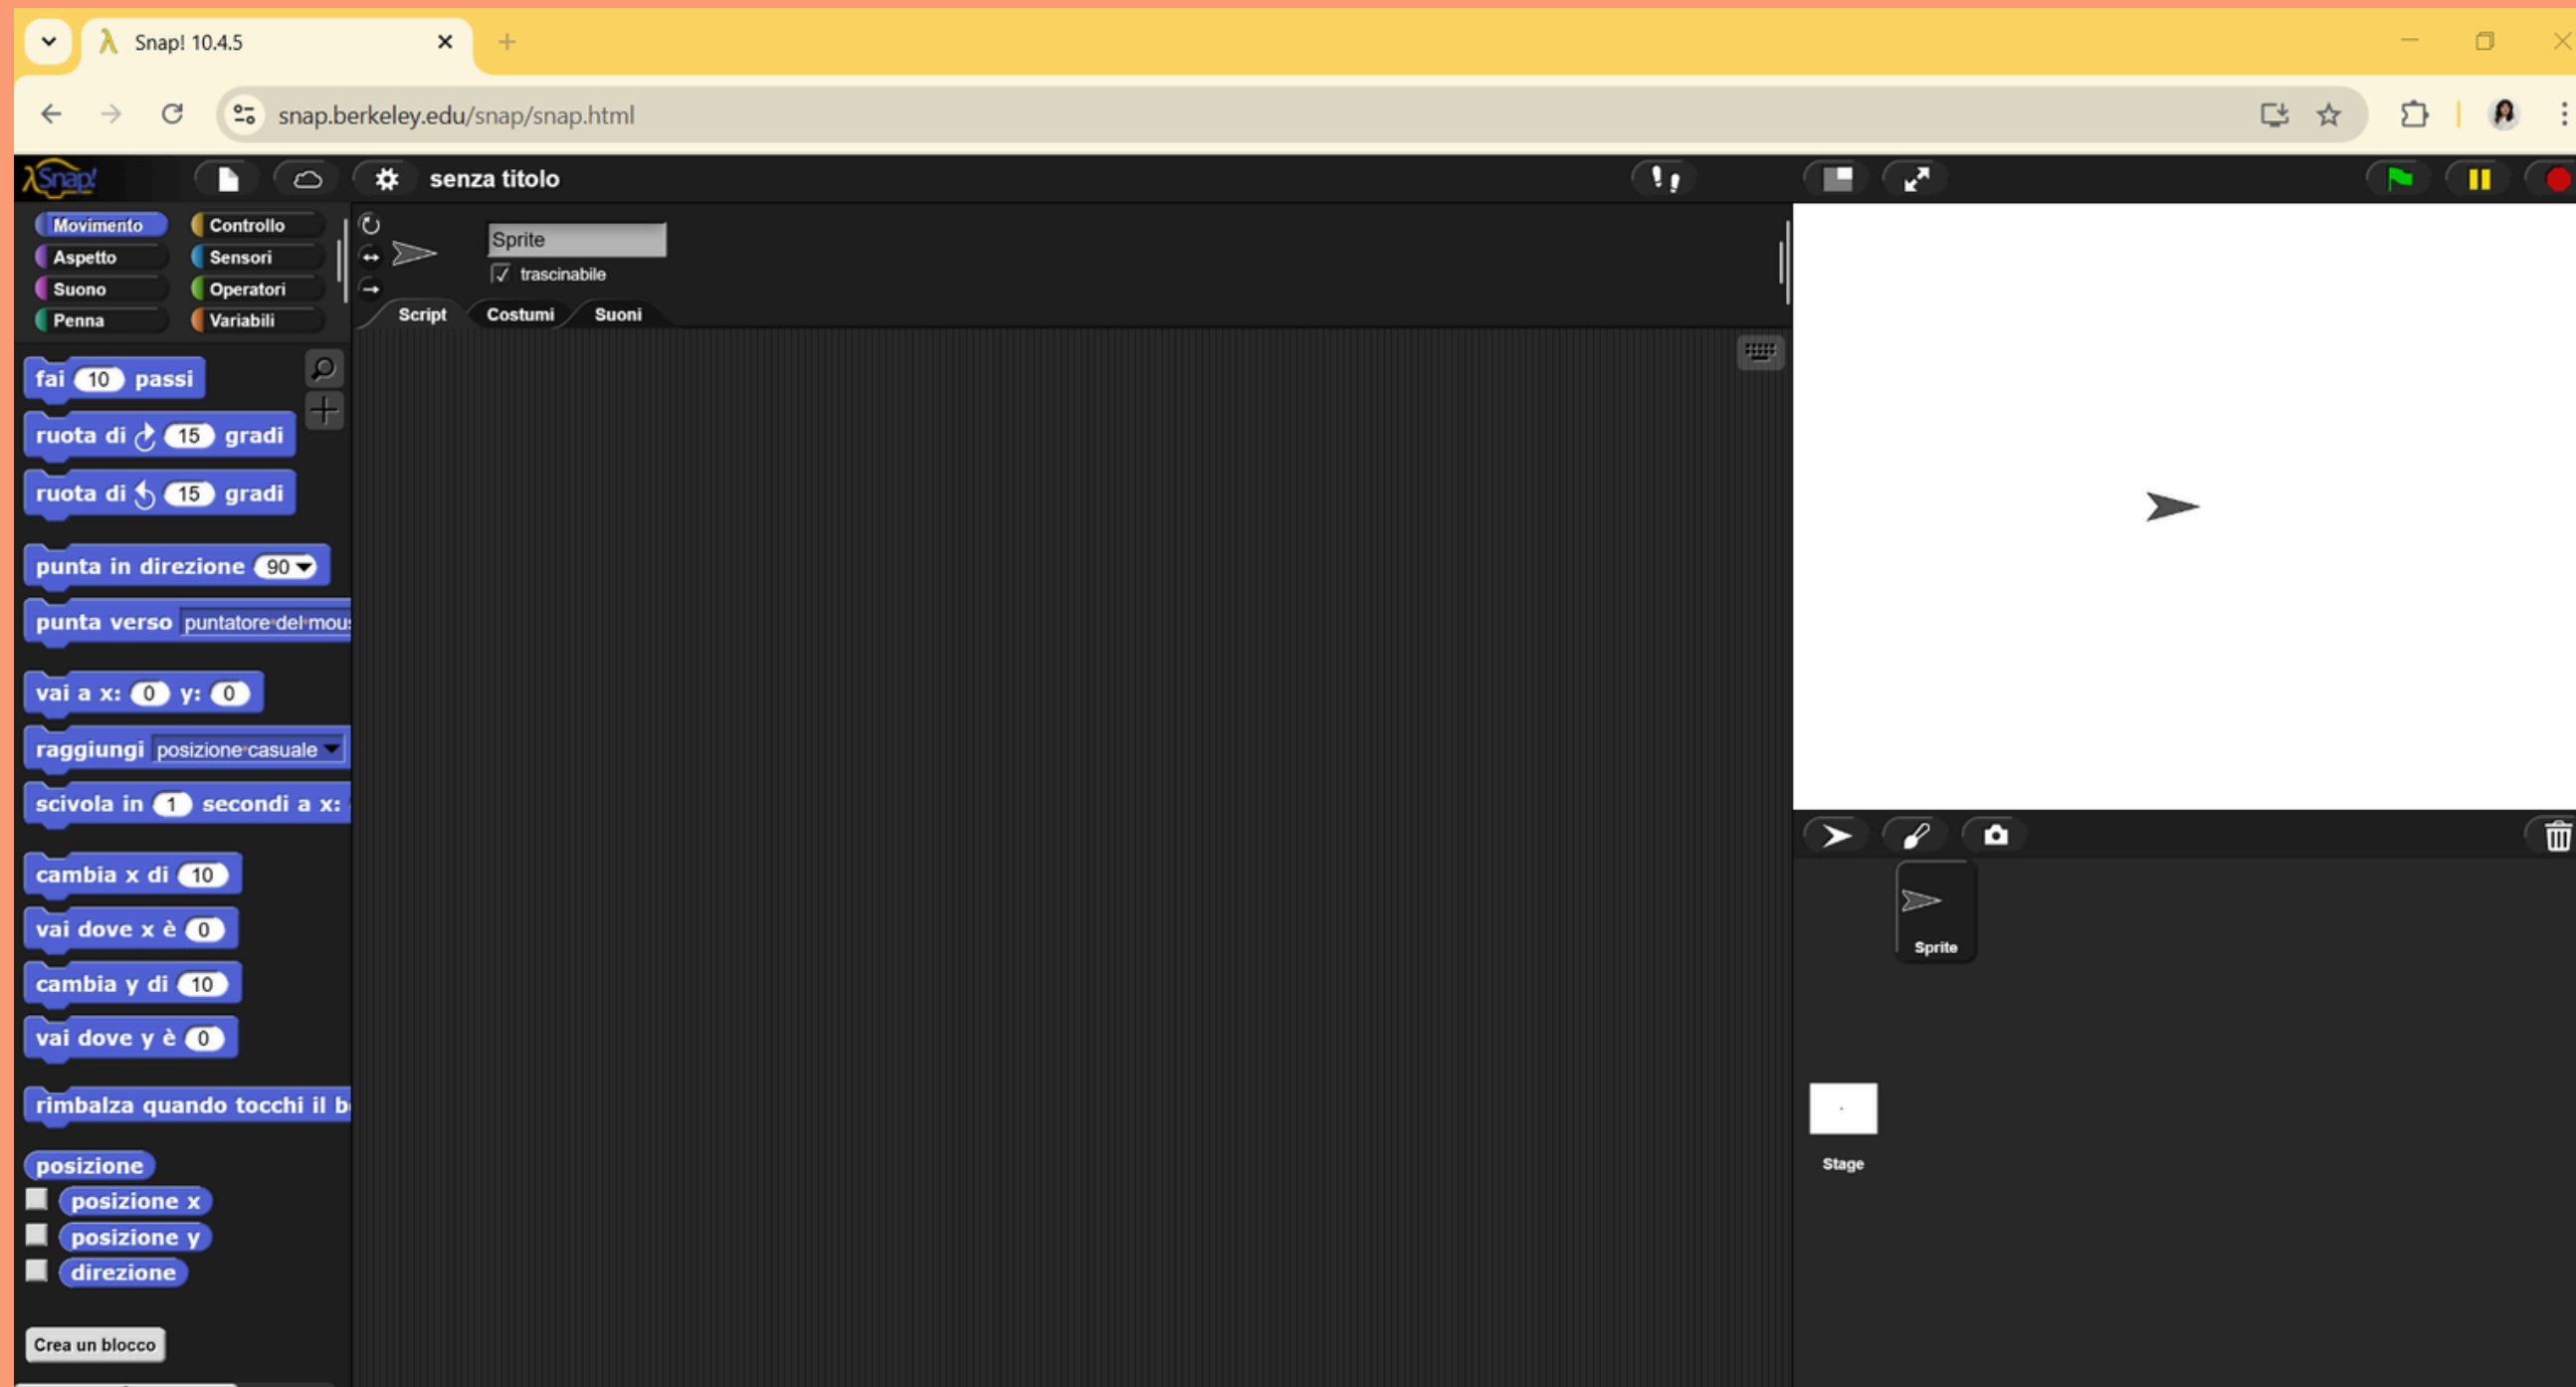 Snap! 10.4.5
snap.berkeley.edu/snap/snap.html
λSnap!
senza titolo
Movimento Controllo
Aspetto Sensori
Suono Operatori
Penna Variabili
Sprite
trascinabile
Script Costumi Suoni
fai 10 passi
ruota di 15 gradi
ruota di 15 gradi
punta in direzione 90
punta verso puntatore del
vai a x: 0 y: 0
raggiungi posizione casuale
scivola in 1 secondi a x:
cambia x di 10
vai dove x è 0
cambia y di 10
vai dove y è 0
rimbalza quando tocchi il
posizione
posizione x
posizione y
direzione
Crea un blocco
Sprite
Stage